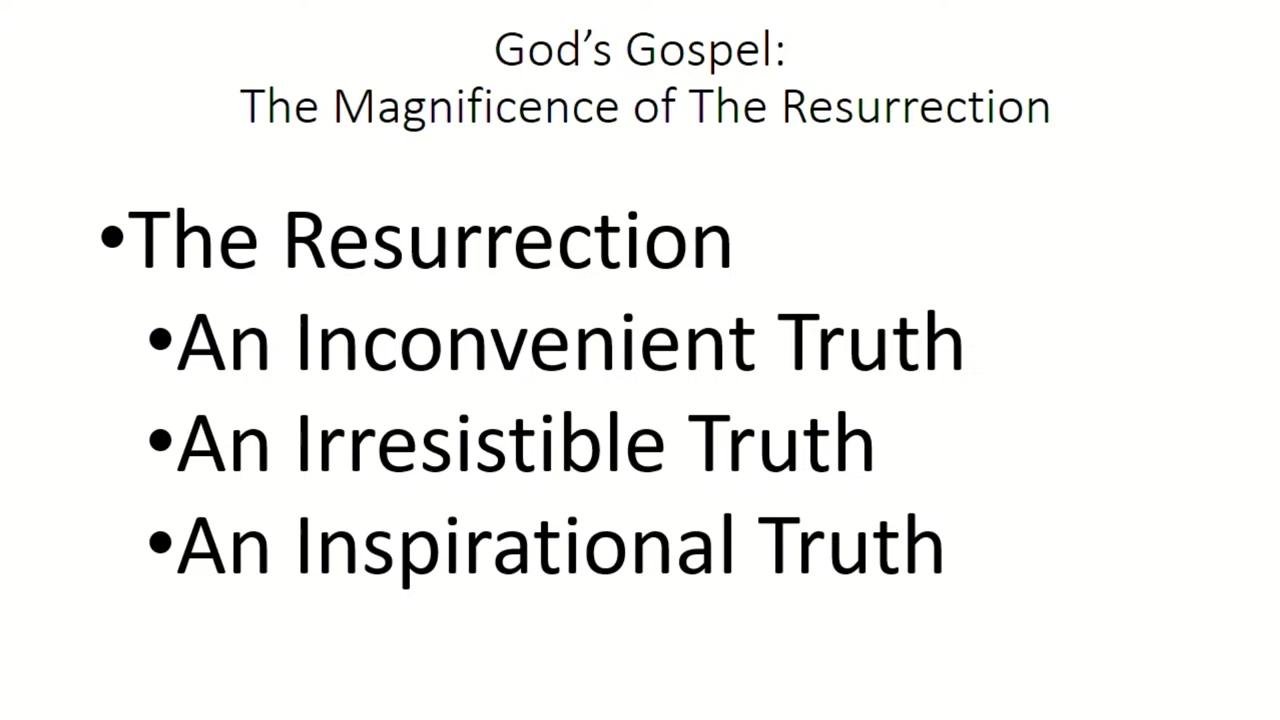 God’s Gospel:
The Magnificence of The Resurrection
•The Resurrection
•An Inconvenient Truth
•An Irresistible Truth
•An Inspirational Truth